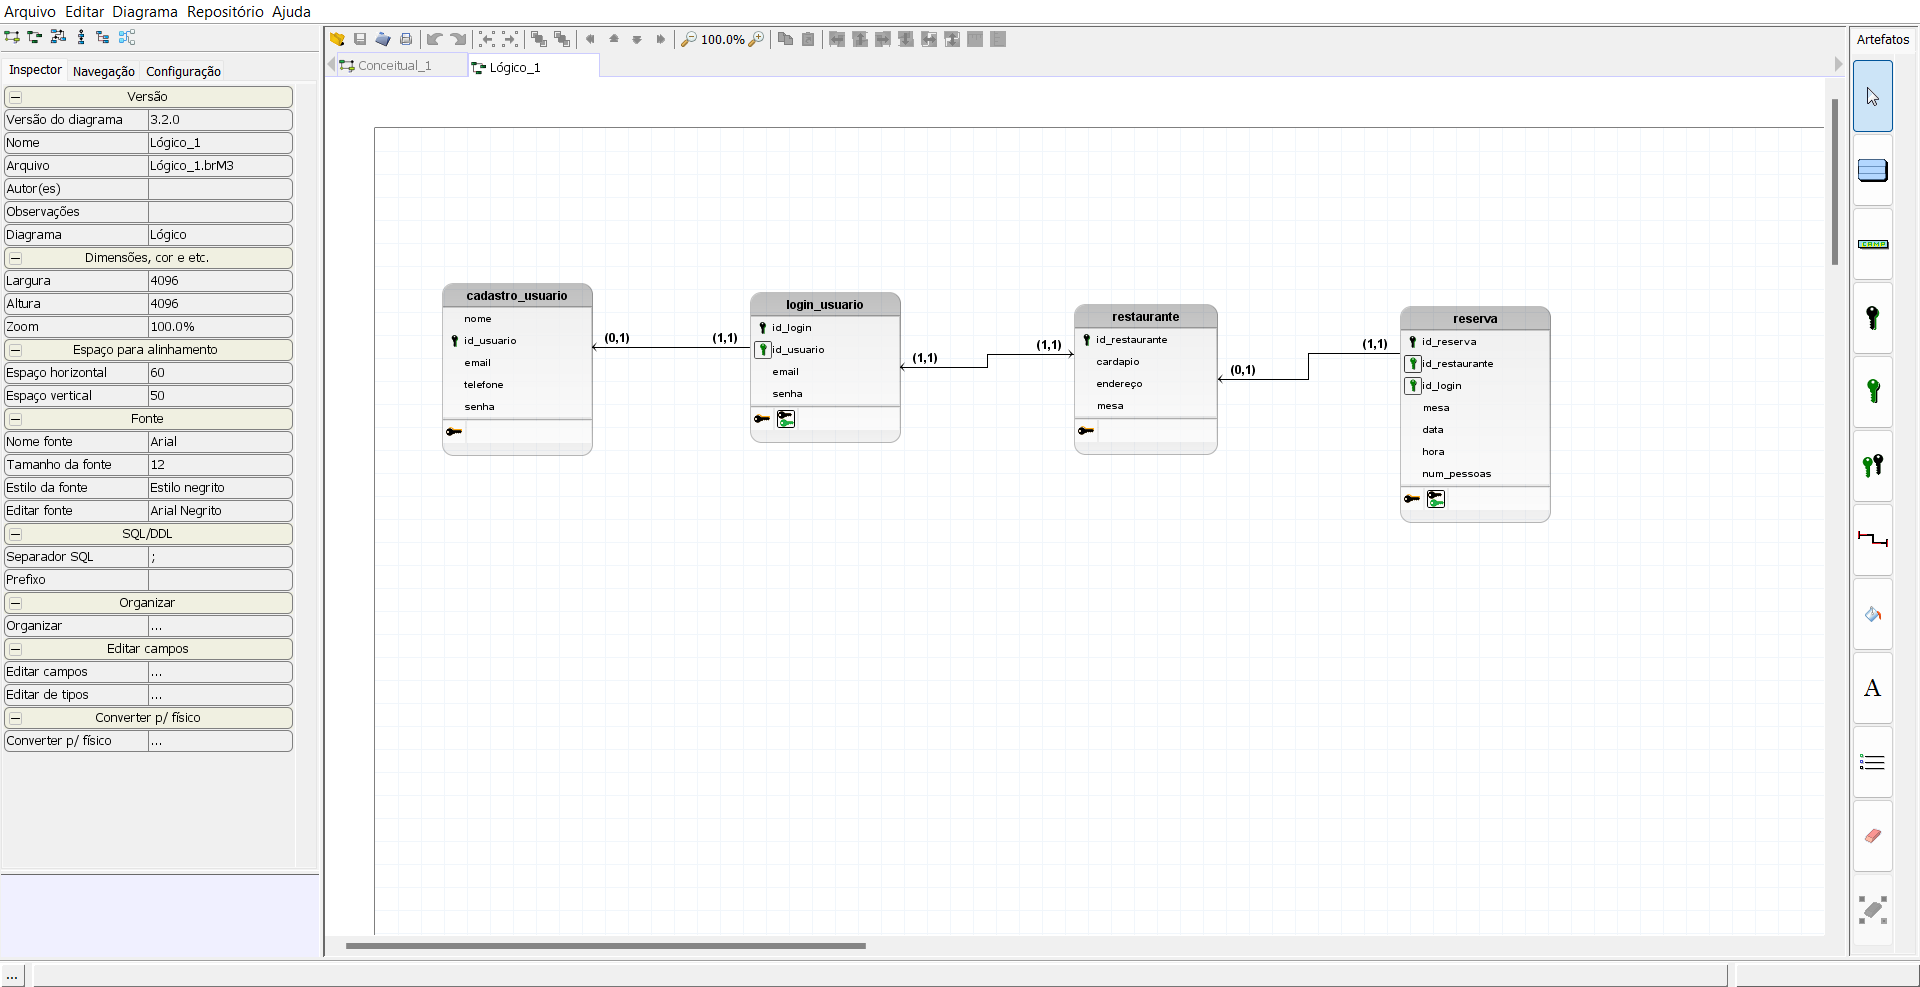 Arquivo Editar Diagrama Repositório Ajuda
100.0%
Artefatos
Inspector Navegação Configuração
Conceitual_1
Lógico_1
Versão
Versão do diagrama 3.2.0
Nome Lógico_1
Arquivo Lógico_1.brM3
Autor(es)
Observações
Diagrama Lógico
Dimensões, cor e etc.
Largura 4096
Altura 4096
Zoom 100.0%
Espaço para alinhamento
Espaço horizontal 60
Espaço vertical 50
Fonte
Nome fonte Arial
Tamanho da fonte 12
Estilo da fonte Estilo negrito
Editar fonte Arial Negrito
SQL/DDL
Separador SQL ;
Prefixo
Organizar
Organizar ...
Editar campos
Editar campos ...
Editar de tipos ...
Converter p/ físico
Converter p/ físico ...
cadastro_usuario
nome
id_usuario
email
telefone
senha
(0,1)
(1,1)
login_usuario
id_login
id_usuario
email
senha
(1,1)
(1,1)
restaurante
id_restaurante
cardapio
endereço
mesa
(0,1)
(1,1)
reserva
id_reserva
id_restaurante
id_login
mesa
data
hora
num_pessoas
CAMP
A
...